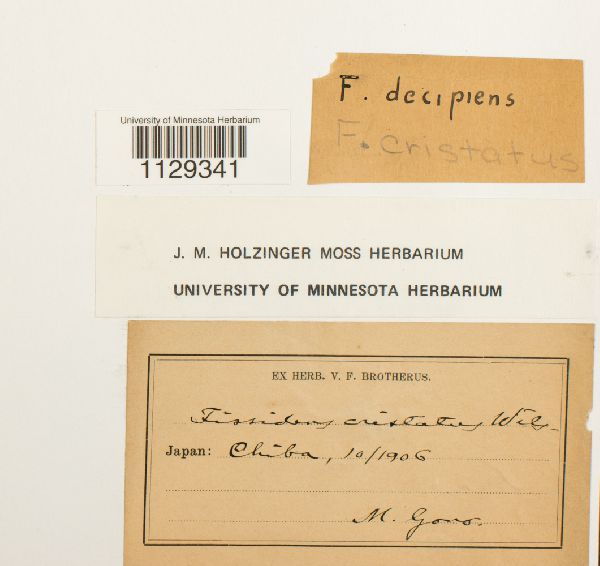 F. decipiens
F. cristatus
University of Minnesota Herbarium
1129341
J. M. HOLZINGER MOSS HERBARIUM
UNIVERSITY OF MINNESOTA HERBARIUM
EX HERB. V. F. BROTHERUS.
Fissidens cristatus Wils.
Japan: Chiba, 10/1906
M. Gono.